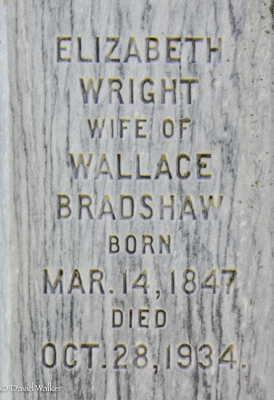 ELIZABETH
WRIGHT
WIFE OF
WALLACE
BRADSHAW
BORN
MAR. 14, 1847
DIED
OCT. 28, 1934.
© David Walker